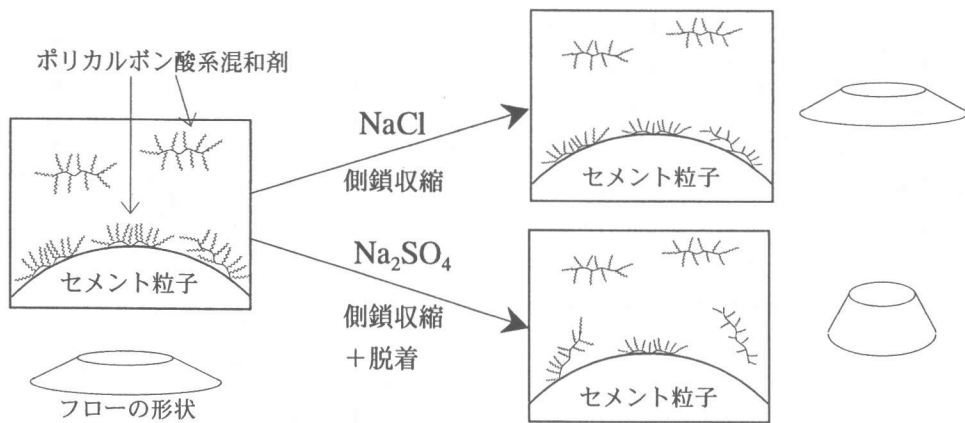 ポリカルボン酸系混和剤
セメント粒子
フローの形状
NaCl
側鎖収縮
Na₂SO₄
側鎖収縮
＋脱着
セメント粒子
セメント粒子